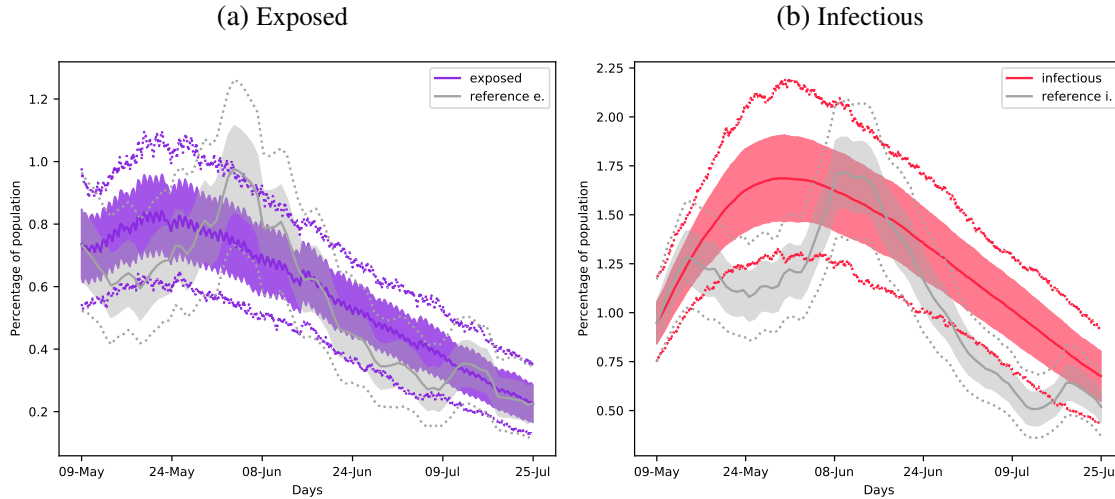 (a) Exposed
exposed
reference e.
1.2
1.0
0.8
0.6
0.4
0.2
Percentage of population
09-May
24-May
08-Jun
24-Jun
09-Jul
25-Jul
Days
(b) Infectious
infectious
reference i.
2.25
2.00
1.75
1.50
1.25
1.00
0.75
0.50
Percentage of population
09-May
24-May
08-Jun
24-Jun
09-Jul
25-Jul
Days